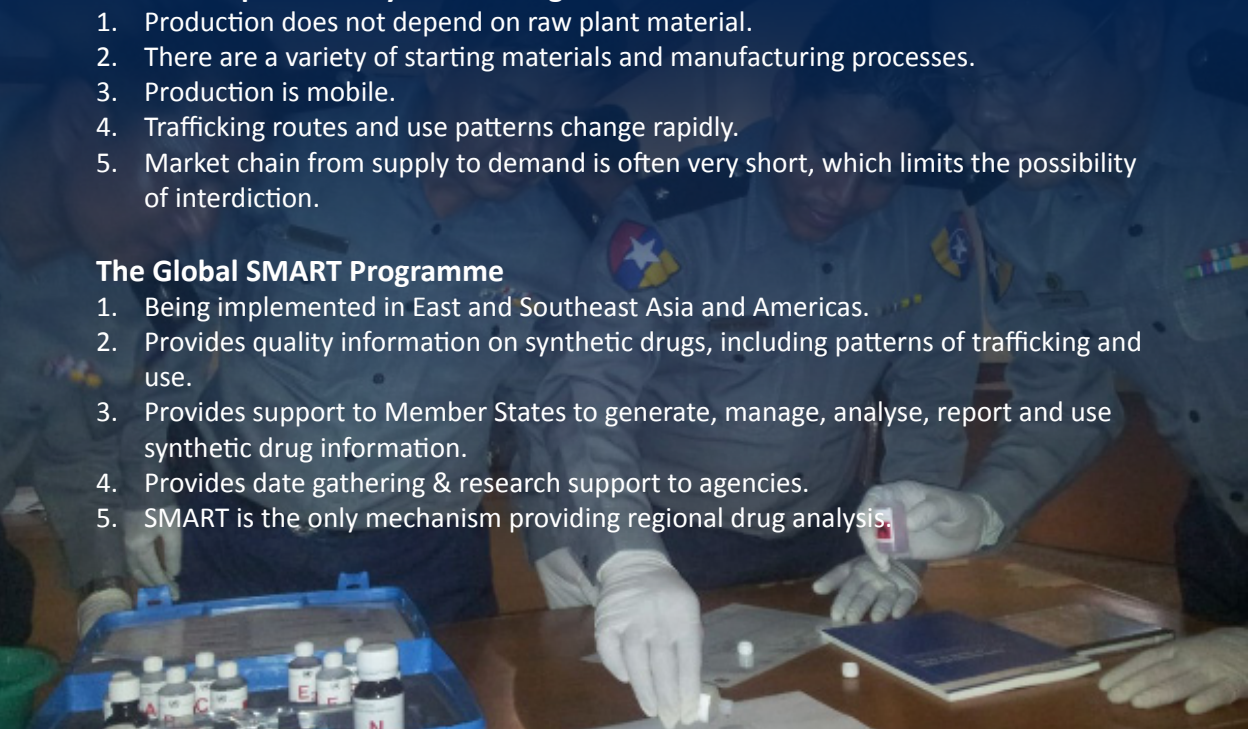 1. Production does not depend on raw plant material.
2. There are a variety of starting materials and manufacturing processes.
3. Production is mobile.
4. Trafficking routes and use patterns change rapidly.
5. Market chain from supply to demand is often very short, which limits the possibility
of interdiction.
The Global SMART Programme
1. Being implemented in East and Southeast Asia and Americas.
2. Provides quality information on synthetic drugs, including patterns of trafficking and
use.
3. Provides support to Member States to generate, manage, analyse, report and use
synthetic drug information.
4. Provides date gathering & research support to agencies.
5. SMART is the only mechanism providing regional drug analysis.
A
C
E
N